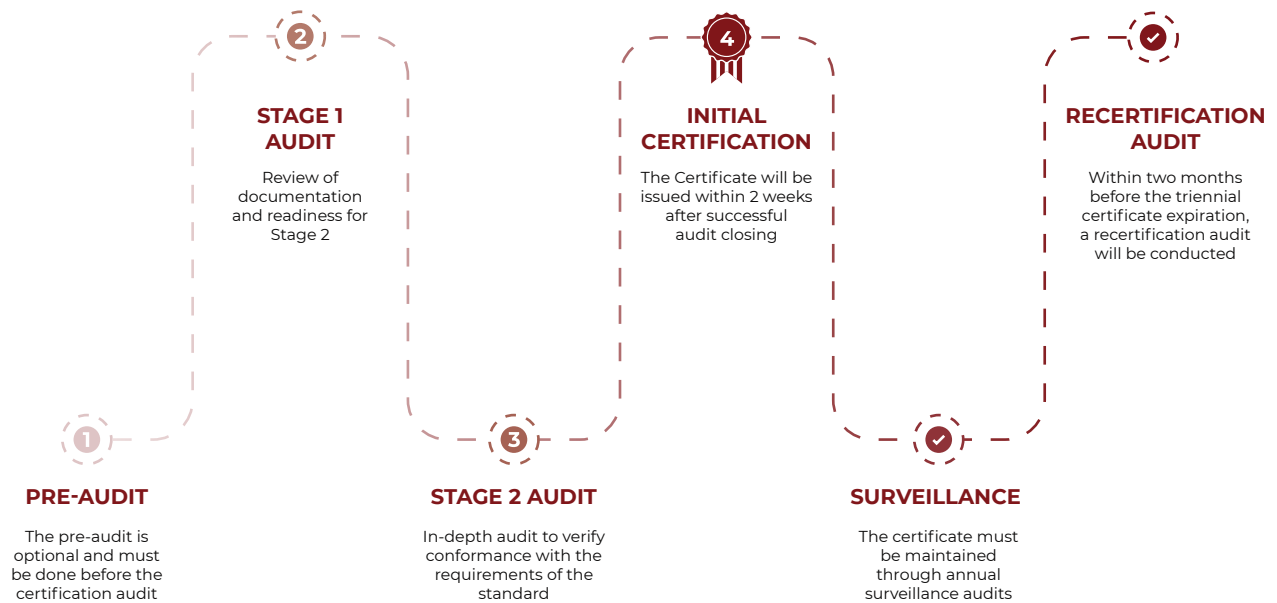 1
PRE-AUDIT
The pre-audit is
optional and must
be done before the
certification audit
2
STAGE 1
AUDIT
Review of
documentation
and readiness for
Stage 2
3
STAGE 2 AUDIT
In-depth audit to verify
conformance with the
requirements of the
standard
4
INITIAL
CERTIFICATION
The Certificate will be
issued within 2 weeks
after successful
audit closing
SURVEILLANCE
The certificate must
be maintained
through annual
surveillance audits
RECERTIFICATION
AUDIT
Within two months
before the triennial
certificate expiration,
a recertification audit
will be conducted